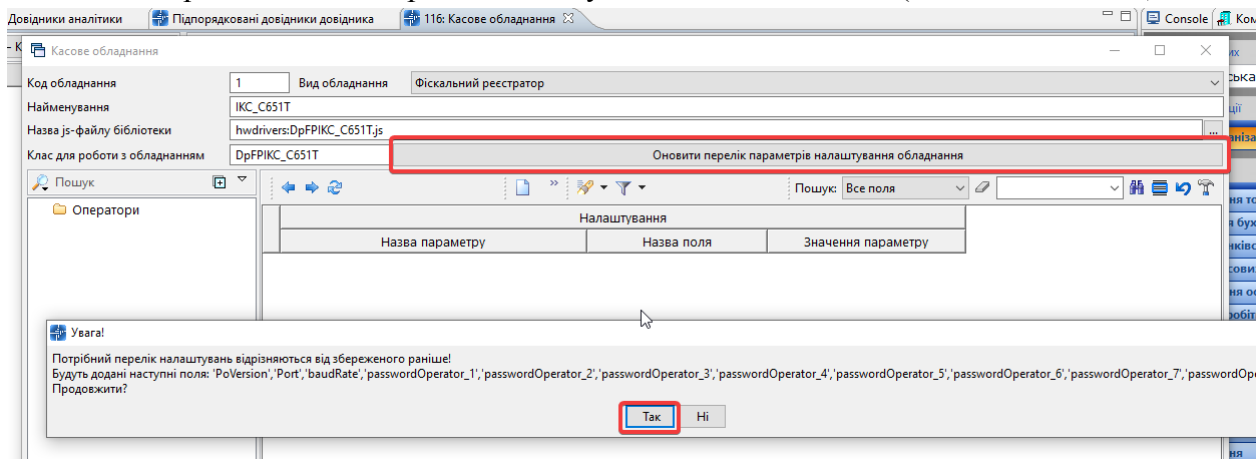 Довідники аналітики Підпорядковані довідники довідника 116: Касове обладнання Console
Касове обладнання
Код обладнання 1 Вид обладнання Фіскальний реєстратор
Найменування IKC_C651T
Назва js-файлу бібліотеки hwdrivers:DpFPIKC_C651T.js ...
Клас для роботи з обладнанням DpFPIKC_C651T Оновити перелік параметрів налаштування обладнання
Пошук Пошук: Все поля
Оператори
Налаштування
Назва параметру Назва поля Значення параметру
Увага!
Потрібний перелік налаштувань відрізняються від збереженого раніше!
Будуть додані наступні поля: 'PoVersion','Port','baudRate','passwordOperator_1','passwordOperator_2','passwordOperator_3','passwordOperator_4','passwordOperator_5','passwordOperator_6','passwordOperator_7','passwordOpe
Продовжити?
Так Ні